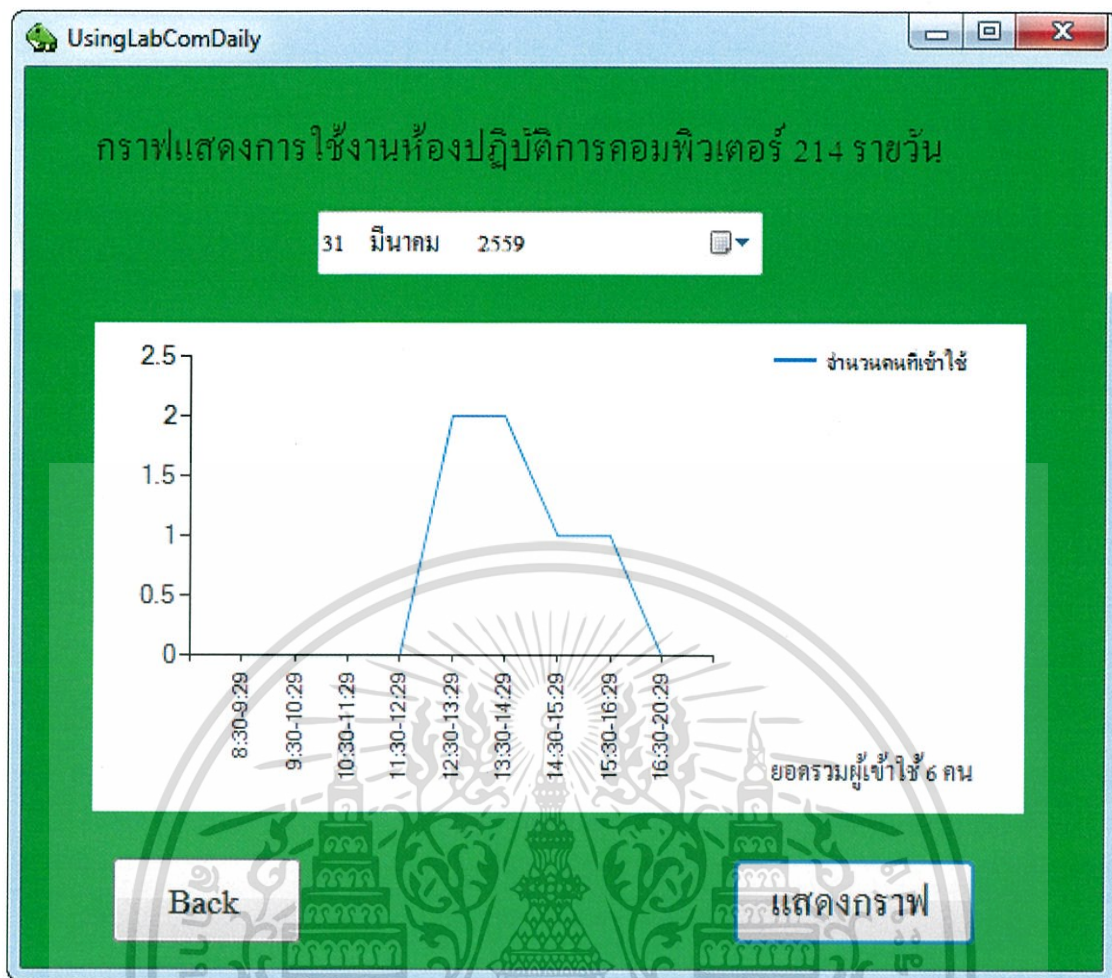 UsingLabComDaily
กราฟแสดงการใช้งานห้องปฏิบัติการคอมพิวเตอร์ 214 รายวัน
31 มีนาคม 2559
2.5
จำนวนคนที่เข้าใช้
2
1.5
1
0.5
0
8:30-9:29
9:30-10:29
10:30-11:29
11:30-12:29
12:30-13:29
13:30-14:29
14:30-15:29
15:30-16:29
16:30-20:29
ยอดรวมผู้เข้าใช้ 6 คน
Back
แสดงกราฟ